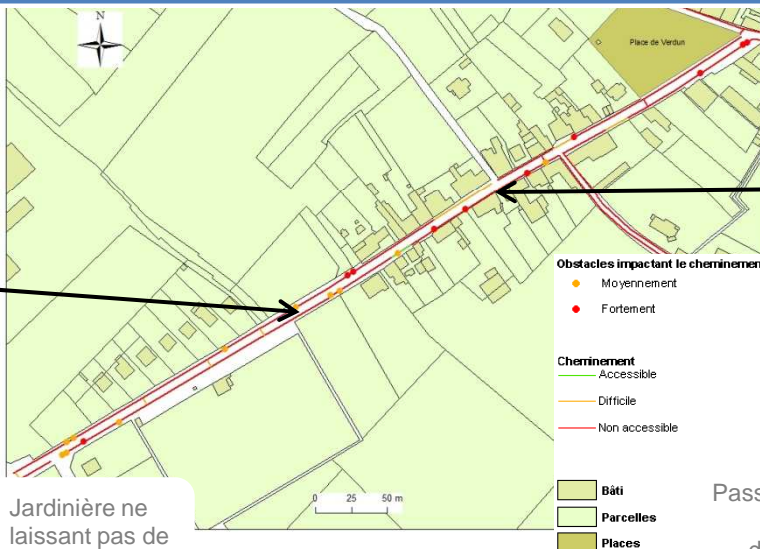 N
Place de Verdun
Obstacles impactant le cheminemen
Moyennement
Fortement
Cheminement
Accessible
Difficile
Non accessible
Bâti
Parcelles
Places
0 25 50 m
Jardinière ne
laissant pas de
Pass
d